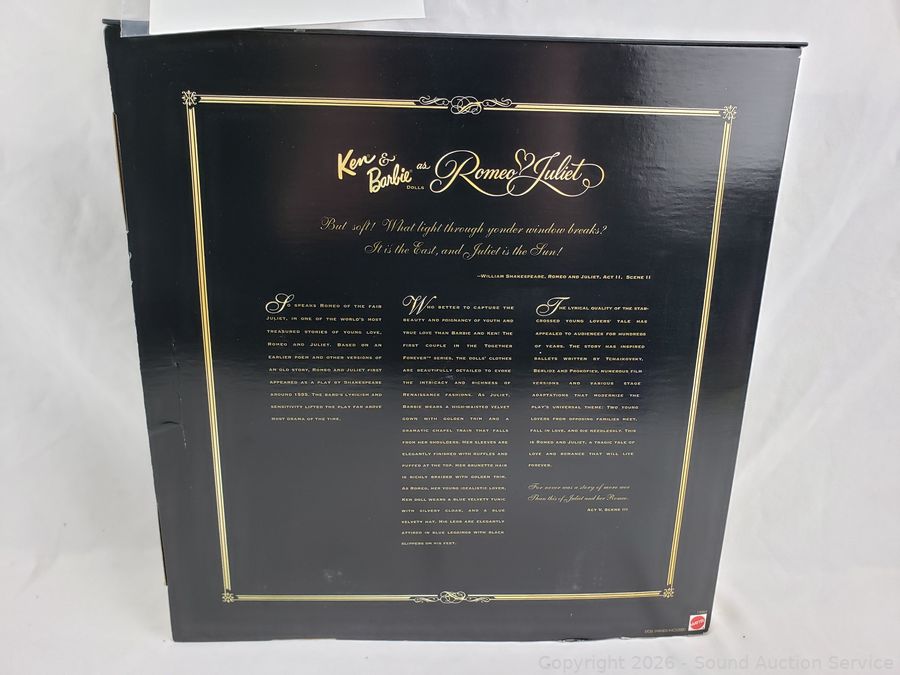 Ken & Barbie DOLLS as Romeo & Juliet
But soft! What light through yonder window breaks?
It is the East, and Juliet is the Sun!
—WILLIAM SHAKESPEARE, ROMEO AND JULIET, ACT II, SCENE II
SO SPEAKS ROMEO OF THE FAIR
JULIET, IN ONE OF THE WORLD'S MOST
TREASURED STORIES OF YOUNG LOVE,
ROMEO AND JULIET. BASED ON AN
EARLIER POEM AND OTHER VERSIONS OF
AN OLD STORY, ROMEO AND JULIET FIRST
APPEARED AS A PLAY BY SHAKESPEARE
AROUND 1595. THE BARD'S LYRICISM AND
SENSITIVITY LIFTED THE PLAY FAR ABOVE
MOST DRAMA OF THE TIME.
WHO BETTER TO CAPTURE THE
BEAUTY AND POIGNANCY OF YOUTH AND
TRUE LOVE THAN BARBIE AND KEN! THE
FIRST COUPLE IN THE TOGETHER
FOREVER™ SERIES, THE DOLLS' CLOTHES
ARE BEAUTIFULLY DETAILED TO EVOKE
THE INTRICACY AND RICHNESS OF
RENAISSANCE FASHIONS. AS JULIET,
BARBIE WEARS A HIGH-WAISTED VELVET
GOWN WITH GOLDEN TRIM AND A
DRAMATIC CHAPEL TRAIN THAT FALLS
FROM HER SHOULDERS. HER SLEEVES ARE
ELEGANTLY FINISHED WITH RUFFLES AND
PUFFED AT THE TOP. HER BRUNETTE HAIR
IS RICHLY BRAIDED WITH GOLDEN TRIM.
AS ROMEO, HER YOUNG IDEALISTIC LOVER,
KEN DOLL WEARS A BLUE VELVETY TUNIC
WITH SILVERY CLOAK, AND A BLUE
VELVETY HAT. HIS LEGS ARE ELEGANTLY
ATTIRED IN BLUE LEGGINGS WITH BLACK
SLIPPERS ON HIS FEET.
THE LYRICAL QUALITY OF THE STAR-
CROSSED YOUNG LOVERS' TALE HAS
APPEALED TO AUDIENCES FOR HUNDREDS
OF YEARS. THE STORY HAS INSPIRED
BALLETS WRITTEN BY TCHAIKOVSKY,
BERLIOZ AND PROKOFIEV, NUMEROUS FILM
VERSIONS AND VARIOUS STAGE
ADAPTATIONS THAT MODERNIZE THE
PLAY'S UNIVERSAL THEME: TWO YOUNG
LOVERS FROM OPPOSING FAMILIES MEET,
FALL IN LOVE, AND DIE NEEDLESSLY. THIS
IS ROMEO AND JULIET, A TRAGIC TALE OF
LOVE AND ROMANCE THAT WILL LIVE
FOREVER.
For never was a story of more woe
Than this of Juliet and her Romeo.
ACT V, SCENE III
MATTEL
Copyright 2026 - Sound Auction Service